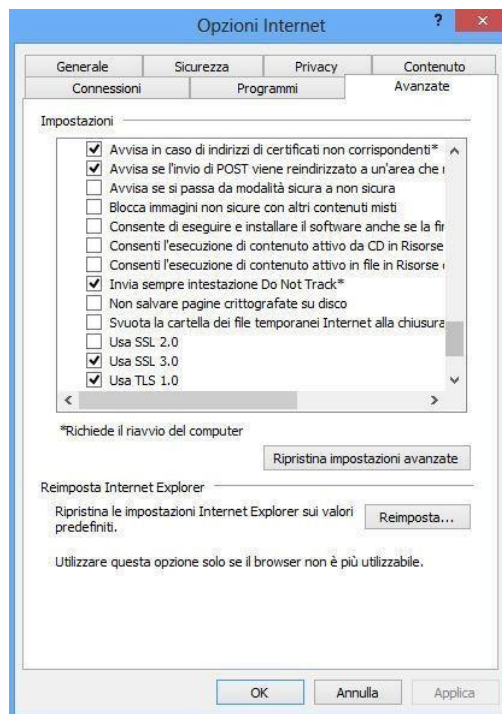 Opzioni Internet
?
Generale Sicurezza Privacy Contenuto
Connessioni Programmi Avanzate
Impostazioni
Avvisa in caso di indirizzi di certificati non corrispondenti*
Avvisa se l'invio di POST viene reindirizzato a un'area che
Avvisa se si passa da modalità sicura a non sicura
Blocca immagini non sicure con altri contenuti misti
Consente di eseguire e installare il software anche se la
Consenti l'esecuzione di contenuto attivo da CD in Risorse
Consenti l'esecuzione di contenuto attivo in file in Risorse
Invia sempre intestazione Do Not Track*
Non salvare pagine crittografate su disco
Svuota la cartella dei file temporanei Internet alla chiusura
Usa SSL 2.0
Usa SSL 3.0
Usa TLS 1.0
*Richiede il riavvio del computer
Ripristina impostazioni avanzate
Reimposta Internet Explorer
Ripristina le impostazioni Internet Explorer sui valori
predefiniti.
Reimposta...
Utilizzare questa opzione solo se il browser non è più utilizzabile.
OK Annulla Applica